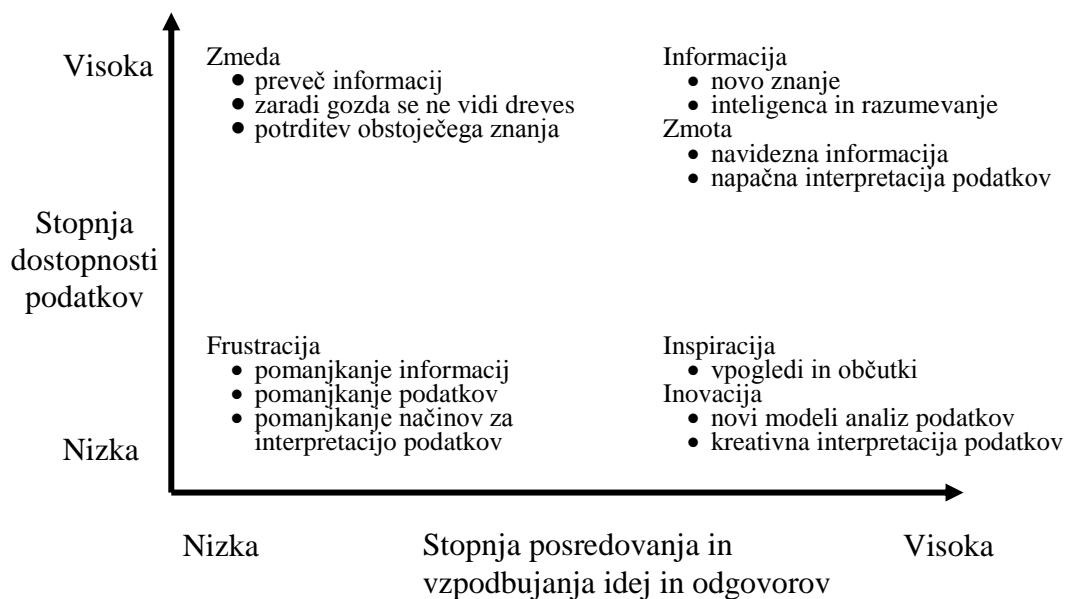 Visoka
Zmeda
• preveč informacij
• zaradi gozda se ne vidi dreves
• potrditev obstoječega znanja
Informacija
• novo znanje
• inteligenca in razumevanje
Zmota
• navidezna informacija
• napačna interpretacija podatkov
Stopnja
dostopnosti
podatkov
Frustracija
• pomanjkanje informacij
• pomanjkanje podatkov
• pomanjkanje načinov za
interpretacijo podatkov
Inspiracija
• vpogledi in občutki
Inovacija
• novi modeli analiz podatkov
• kreativna interpretacija podatkov
Nizka
Nizka
Stopnja posredovanja in
vzpodbujanja idej in odgovorov
Visoka